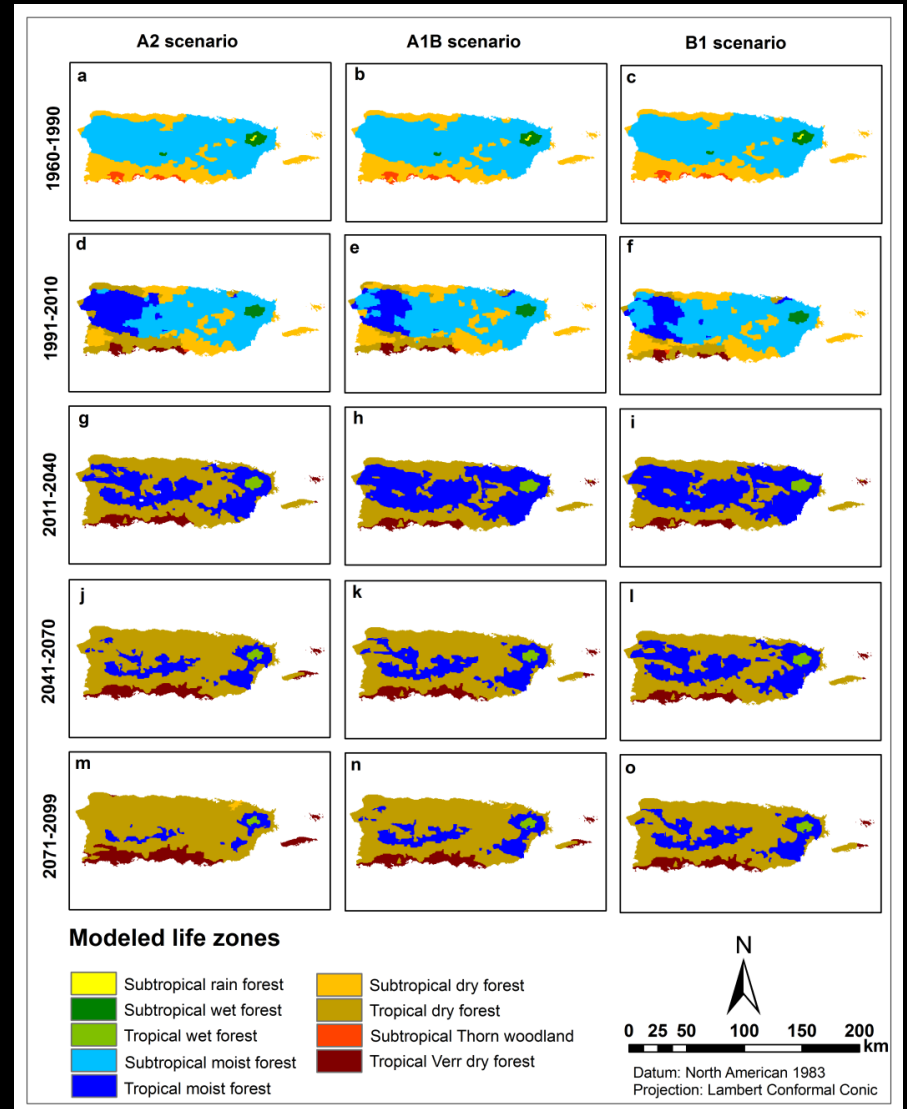 A2 scenario
A1B scenario
B1 scenario
1960-1990
a
b
c
1991-2010
d
e
f
2011-2040
g
h
i
2041-2070
j
k
l
2071-2099
m
n
o
Modeled life zones
Subtropical rain forest
Subtropical wet forest
Tropical wet forest
Subtropical moist forest
Tropical moist forest
Subtropical dry forest
Tropical dry forest
Subtropical Thorn woodland
Tropical Verr dry forest
N
0 25 50 100 150 200
km
Datum: North American 1983
Projection: Lambert Conformal Conic